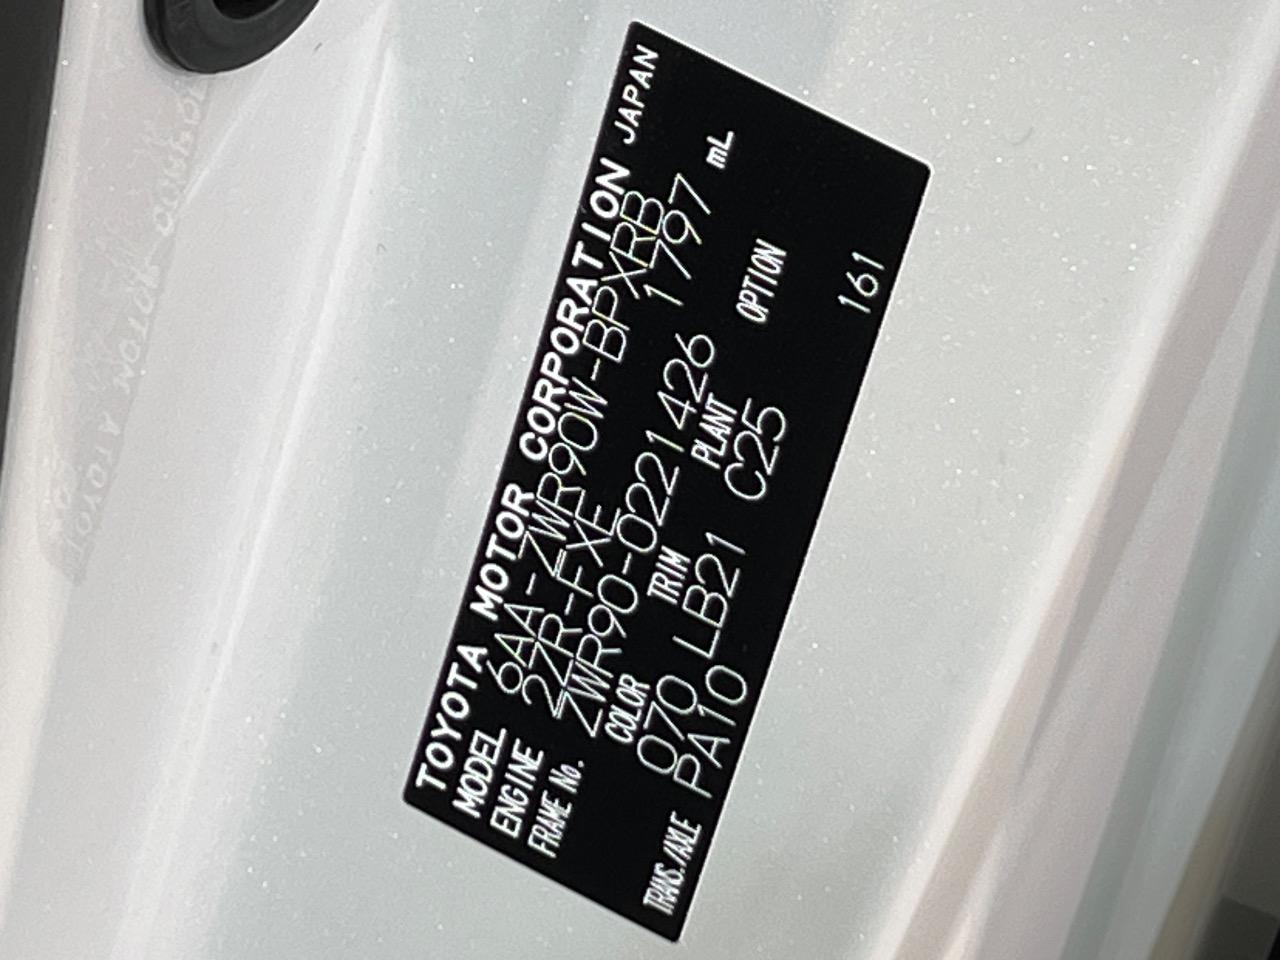 TOYOTA MOTOR CORPORATION JAPAN
MODEL 6AA-ZWR90W-BPXRB
ENGINE 2ZR-FXE 1797 mL
FRAME No. ZWR90-0221426
COLOR TRIM PLANT OPTION
070 LB21 C25
TRANS./AXLE PA10 161